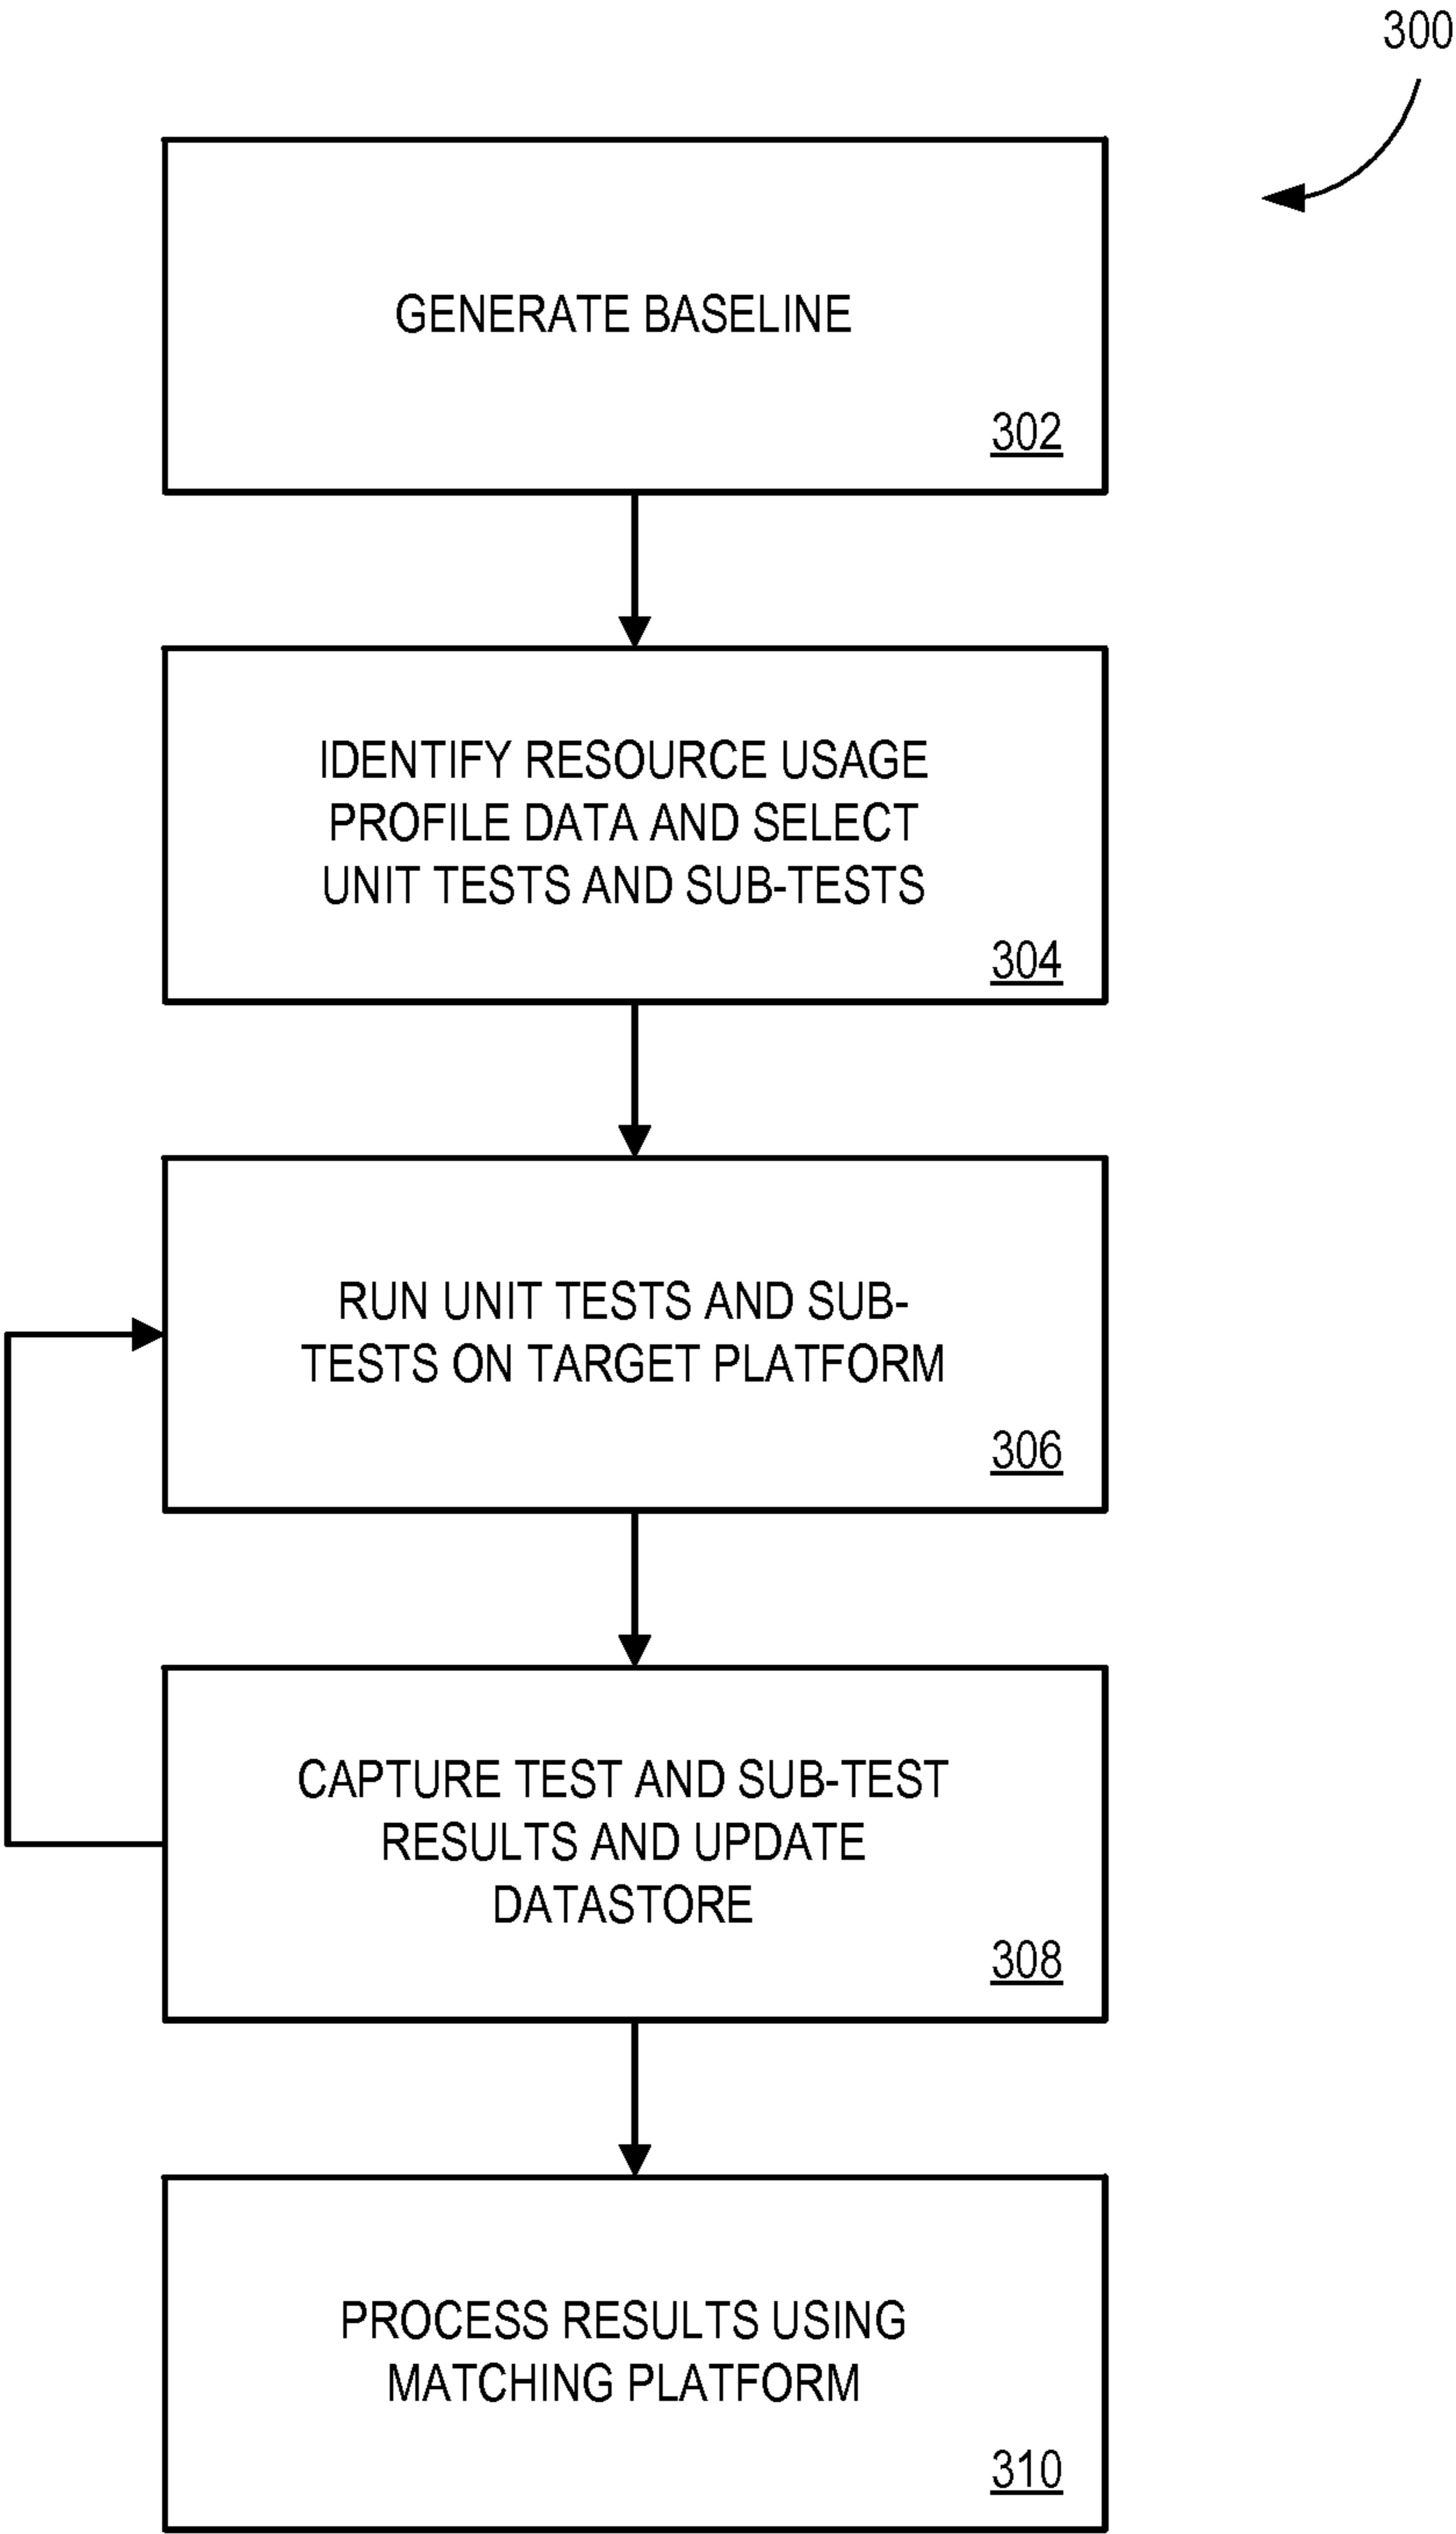 300
GENERATE BASELINE
302
IDENTIFY RESOURCE USAGE
PROFILE DATA AND SELECT
UNIT TESTS AND SUB-TESTS
304
RUN UNIT TESTS AND SUB-
TESTS ON TARGET PLATFORM
306
CAPTURE TEST AND SUB-TEST
RESULTS AND UPDATE
DATASTORE
308
PROCESS RESULTS USING
MATCHING PLATFORM
310